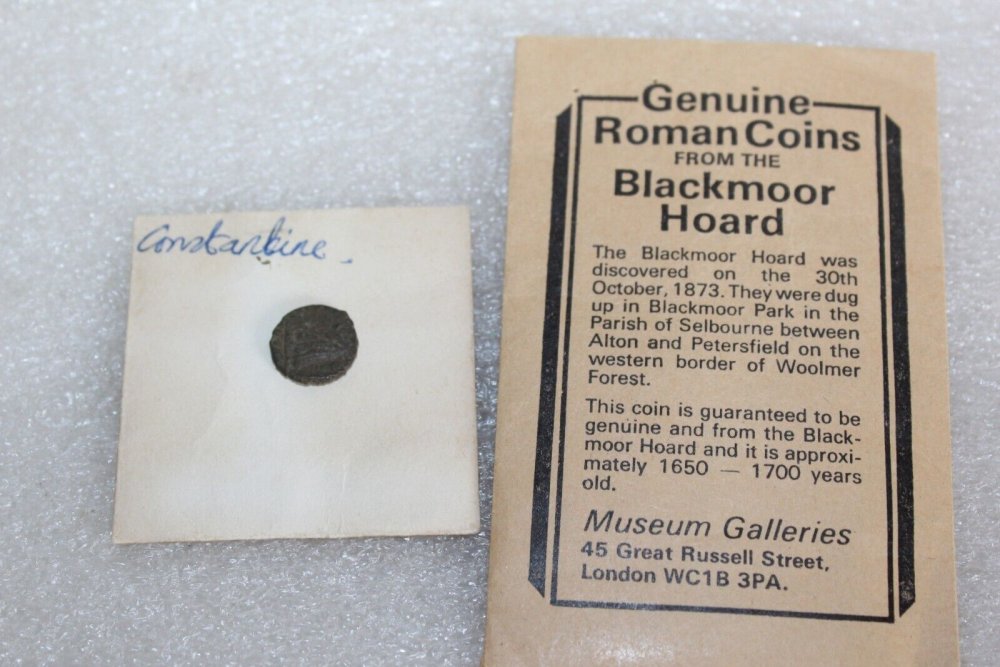 Constantine.
Genuine
Roman Coins
FROM THE
Blackmoor
Hoard
The Blackmoor Hoard was
discovered on the 30th
October, 1873. They were dug
up in Blackmoor Park in the
Parish of Selbourne between
Alton and Petersfield on the
western border of Woolmer
Forest.
This coin is guaranteed to be
genuine and from the Black-
moor Hoard and it is approxi-
mately 1650 — 1700 years
old.
Museum Galleries
45 Great Russell Street,
London WC1B 3PA.